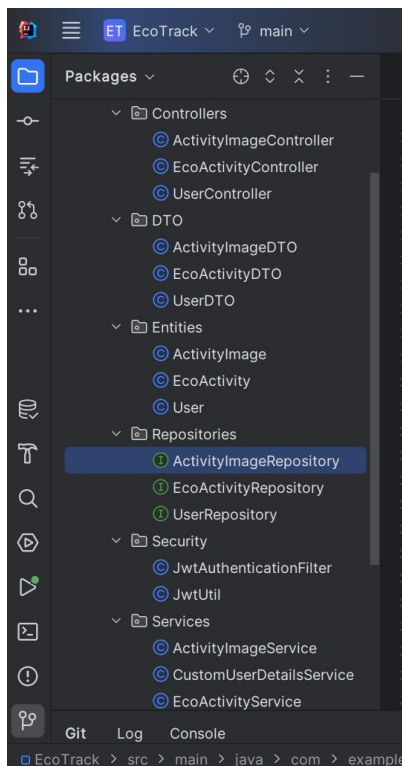 ET EcoTrack main
Packages
Controllers
C ActivityImageController
C EcoActivityController
C UserController
DTO
C ActivityImageDTO
C EcoActivityDTO
C UserDTO
Entities
C ActivityImage
C EcoActivity
C User
Repositories
I ActivityImageRepository
I EcoActivityRepository
I UserRepository
Security
C JwtAuthenticationFilter
C JwtUtil
Services
C ActivityImageService
C CustomUserDetailsService
C EcoActivityService
Git Log Console
EcoTrack > src > main > java > com > example